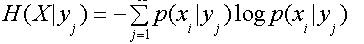 H(X|y_j) = −∑_{j=1} p(x_i|y_j) log p(x_i|y_j)